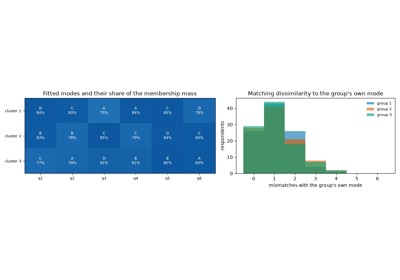 Fitted modes and their share of the membership mass
cluster 1
D C A A C D
84% 83% 75% 84% 85% 79%
cluster 2
B B C C D C
83% 78% 85% 79% 84% 84%
cluster 3
C A D B B A
77% 79% 81% 81% 85% 83%
q1 q2 q3 q4 q5 q6
Matching dissimilarity to the group's own mode
group 1
group 2
group 3
respondents
40
30
20
10
0
0 1 2 3 4 5 6
mismatches with the group's own mode